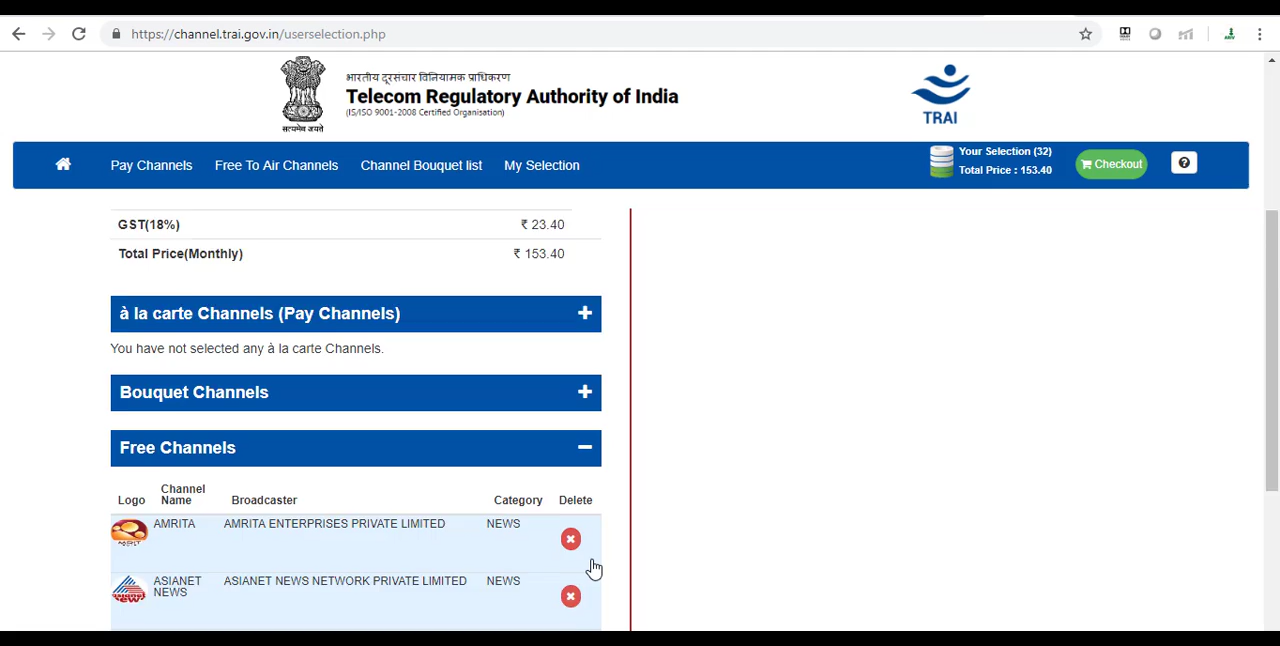 https://channel.trai.gov.in/userselection.php
भारतीय दूरसंचार विनियामक प्राधिकरण
Telecom Regulatory Authority of India
(IS/ISO 9001-2008 Certified Organisation)
सत्यमेव जयते
TRAI
Pay Channels Free To Air Channels Channel Bouquet list My Selection
Your Selection (32)
Total Price : 153.40
Checkout
?
GST(18%) ₹ 23.40
Total Price(Monthly) ₹ 153.40
à la carte Channels (Pay Channels) +
You have not selected any à la carte Channels.
Bouquet Channels +
Free Channels −
Logo Channel Name Broadcaster Category Delete
AMRITA AMRITA ENTERPRISES PRIVATE LIMITED NEWS
ASIANET NEWS ASIANET NEWS NETWORK PRIVATE LIMITED NEWS